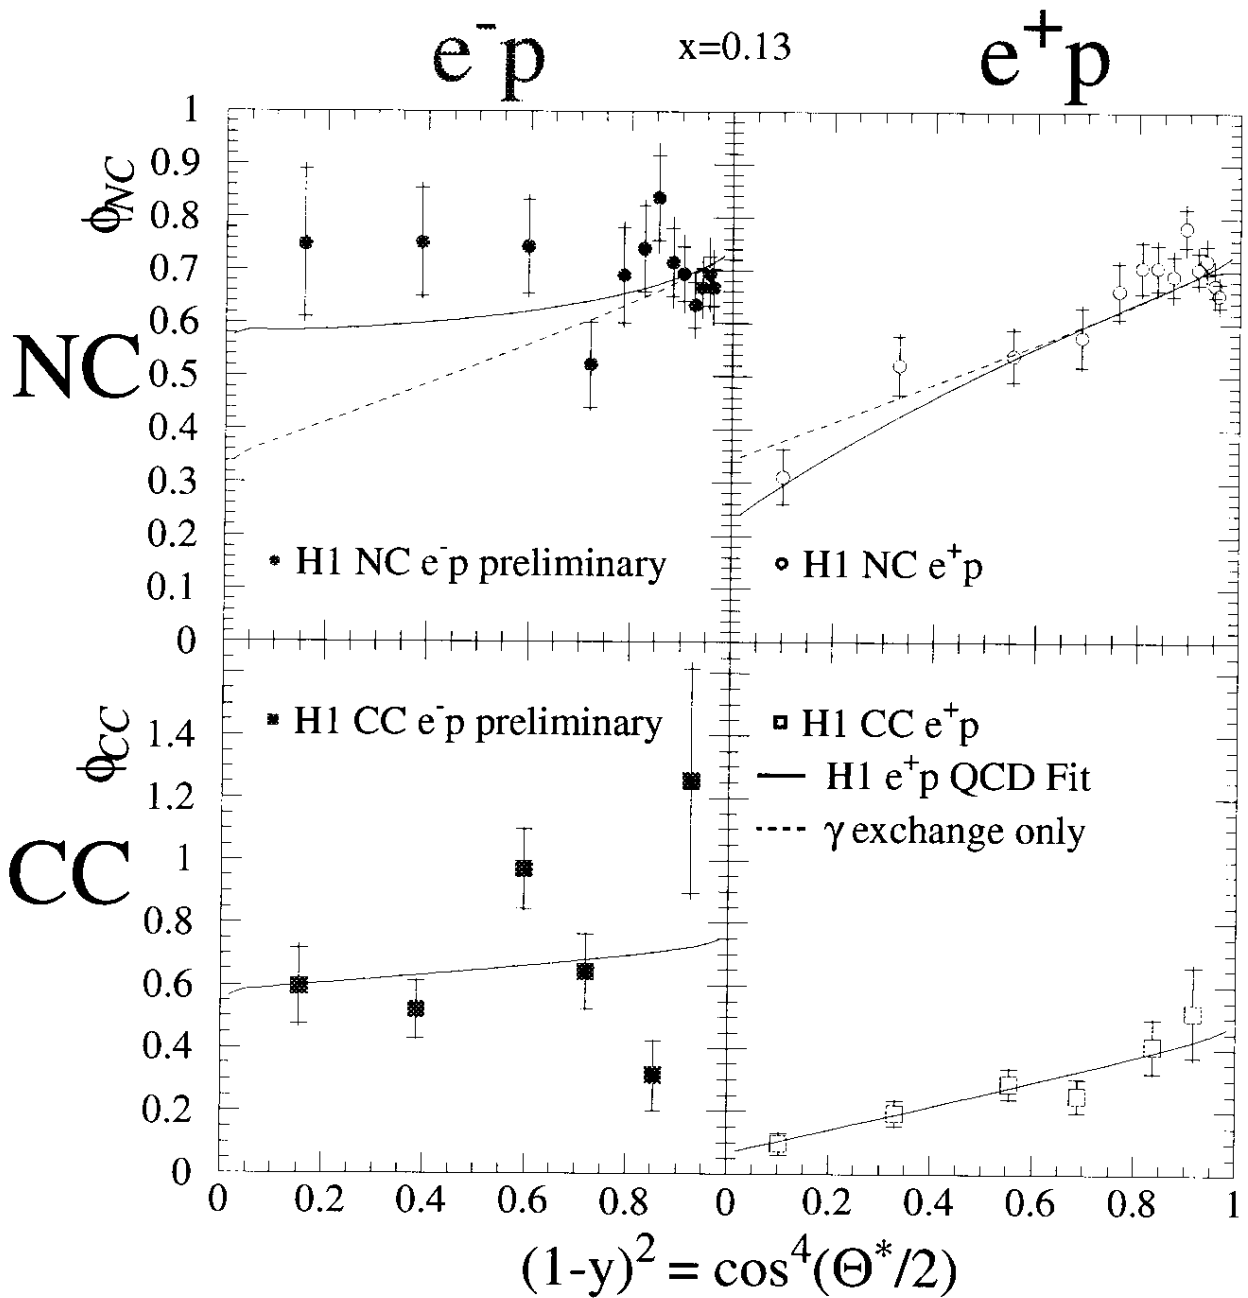 e⁻p x=0.13 e⁺p
ϕNC
NC
1
0.9
0.8
0.7
0.6
0.5
0.4
0.3
0.2
0.1
0
H1 NC e⁻p preliminary
H1 NC e⁺p
ϕCC
CC
1.4
1.2
1
0.8
0.6
0.4
0.2
0
H1 CC e⁻p preliminary
H1 CC e⁺p
H1 e⁺p QCD Fit
γ exchange only
0 0.2 0.4 0.6 0.8 0 0.2 0.4 0.6 0.8 1
(1-y)² = cos⁴(Θ*/2)